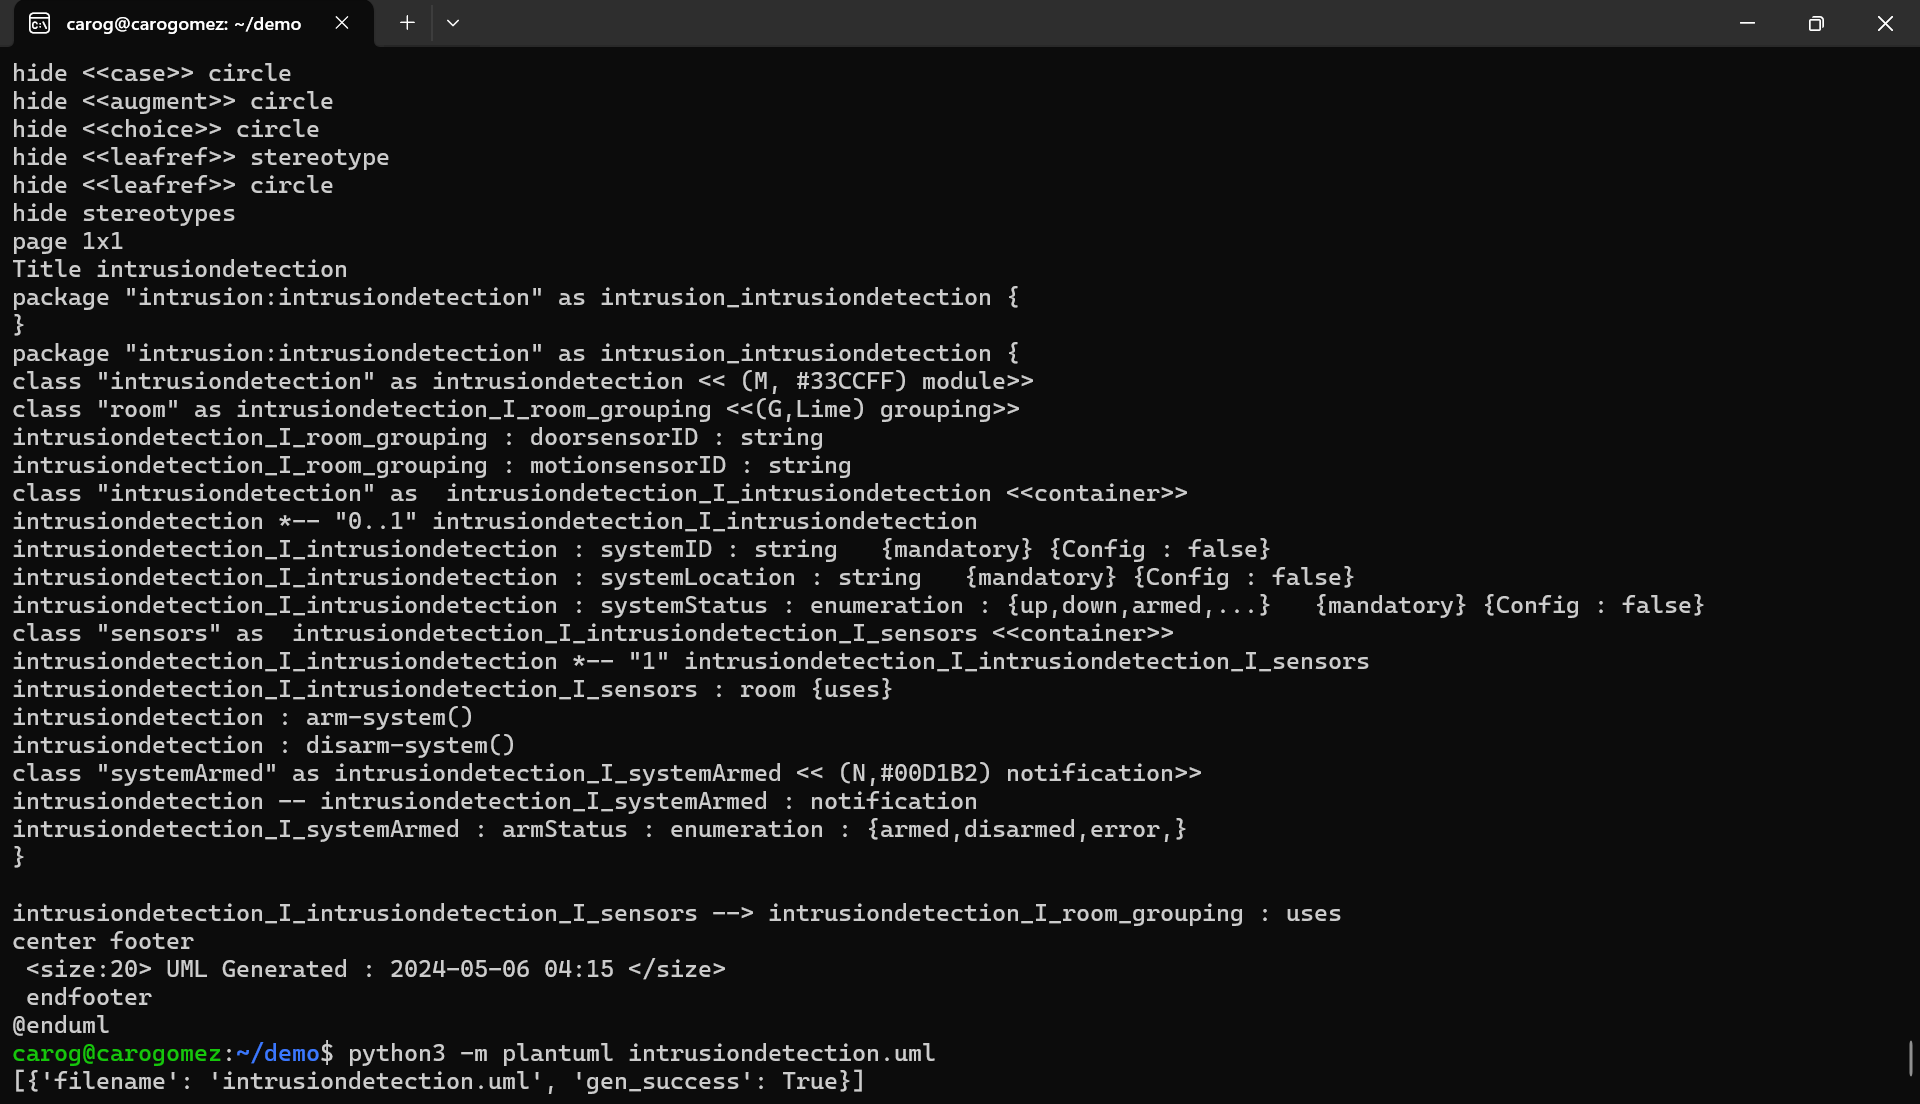 carog@carogomez: ~/demo
hide <<case>> circle
hide <<augment>> circle
hide <<choice>> circle
hide <<leafref>> stereotype
hide <<leafref>> circle
hide stereotypes
page 1x1
Title intrusiondetection
package "intrusion:intrusiondetection" as intrusion_intrusiondetection {
}
package "intrusion:intrusiondetection" as intrusion_intrusiondetection {
class "intrusiondetection" as intrusiondetection << (M, #33CCFF) module>>
class "room" as intrusiondetection_I_room_grouping <<(G,Lime) grouping>>
intrusiondetection_I_room_grouping : doorsensorID : string
intrusiondetection_I_room_grouping : motionsensorID : string
class "intrusiondetection" as  intrusiondetection_I_intrusiondetection <<container>>
intrusiondetection *-- "0..1" intrusiondetection_I_intrusiondetection
intrusiondetection_I_intrusiondetection : systemID : string   {mandatory} {Config : false}
intrusiondetection_I_intrusiondetection : systemLocation : string   {mandatory} {Config : false}
intrusiondetection_I_intrusiondetection : systemStatus : enumeration : {up,down,armed,...}   {mandatory} {Config : false}
class "sensors" as  intrusiondetection_I_intrusiondetection_I_sensors <<container>>
intrusiondetection_I_intrusiondetection *-- "1" intrusiondetection_I_intrusiondetection_I_sensors
intrusiondetection_I_intrusiondetection_I_sensors : room {uses}
intrusiondetection : arm-system()
intrusiondetection : disarm-system()
class "systemArmed" as intrusiondetection_I_systemArmed << (N,#00D1B2) notification>>
intrusiondetection -- intrusiondetection_I_systemArmed : notification
intrusiondetection_I_systemArmed : armStatus : enumeration : {armed,disarmed,error,}
}
intrusiondetection_I_intrusiondetection_I_sensors --> intrusiondetection_I_room_grouping : uses
center footer
 <size:20> UML Generated : 2024-05-06 04:15 </size>
 endfooter
@enduml
carog@carogomez:~/demo$ python3 -m plantuml intrusiondetection.uml
[{'filename': 'intrusiondetection.uml', 'gen_success': True}]